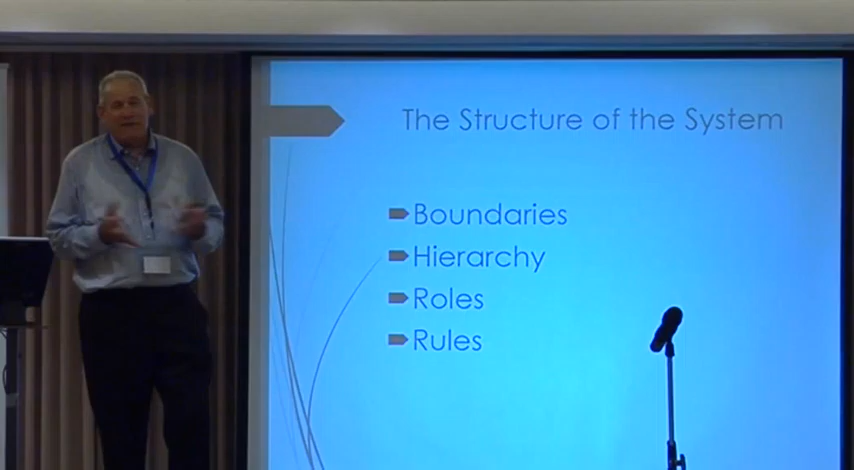 The Structure of the System
Boundaries
Hierarchy
Roles
Rules